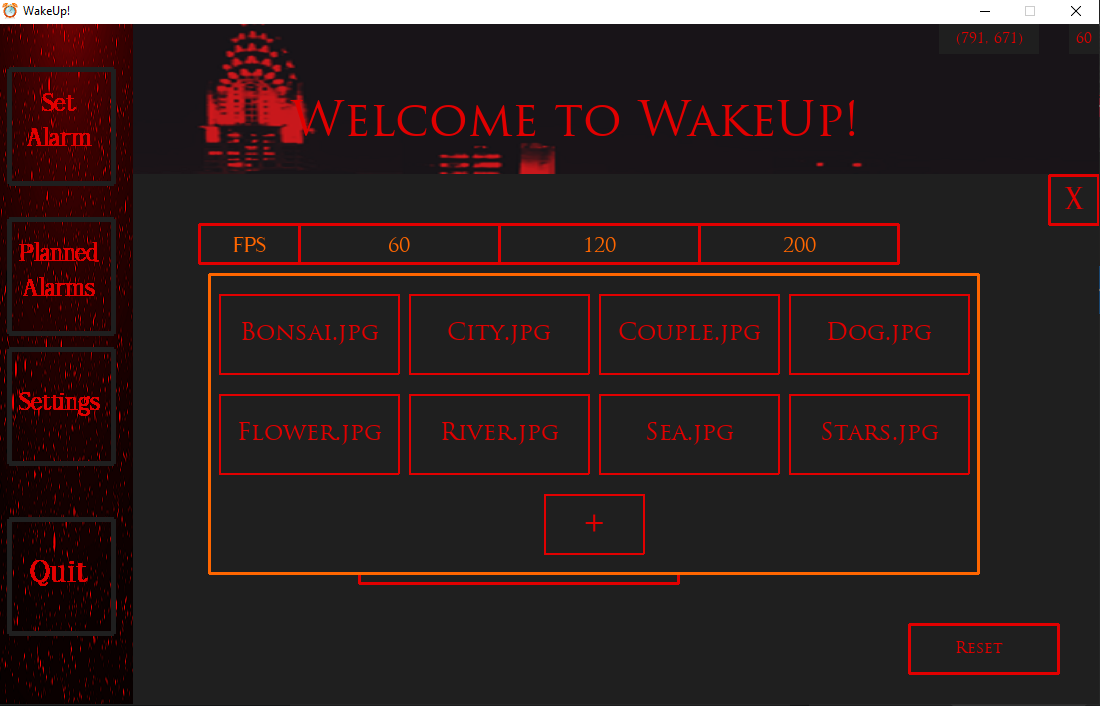 WakeUp!
(791, 671)
60
Welcome to WakeUp!
Set
Alarm
Planned
Alarms
Settings
Quit
X
FPS 60 120 200
Bonsai.jpg City.jpg Couple.jpg Dog.jpg
Flower.jpg River.jpg Sea.jpg Stars.jpg
+
Reset